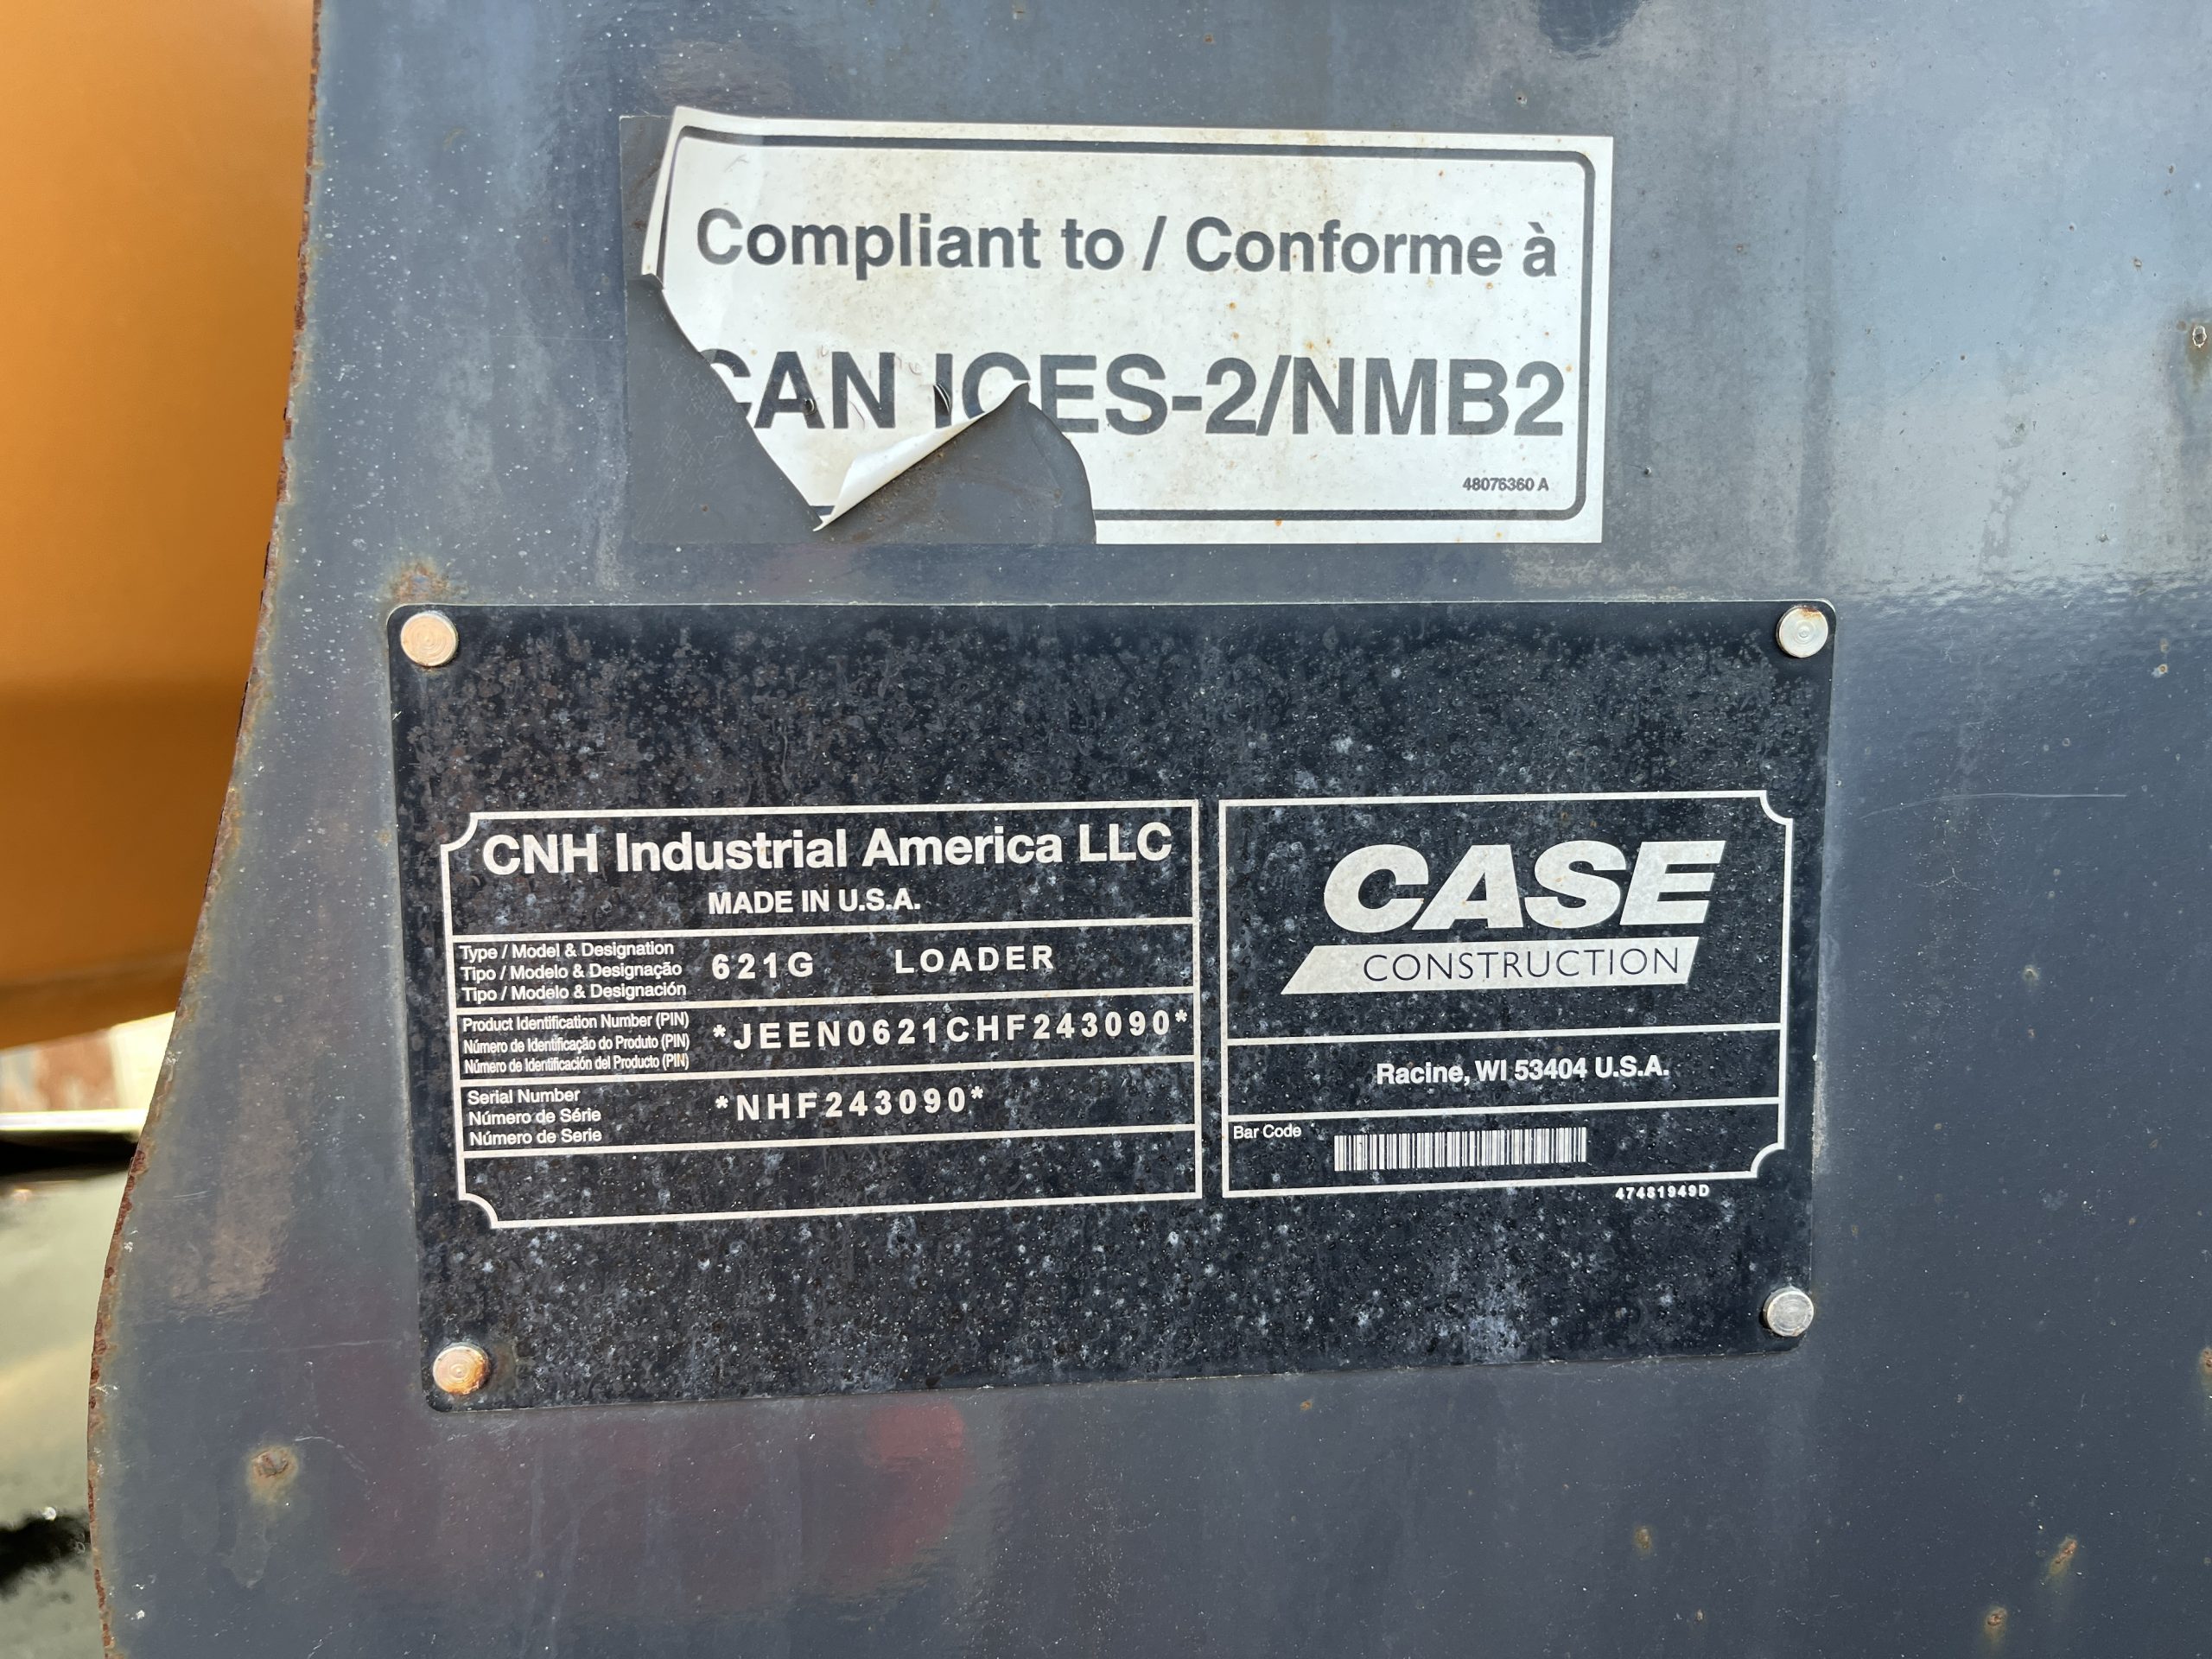 Compliant to / Conforme à
CAN ICES-2/NMB2
48076360 A
CNH Industrial America LLC
MADE IN U.S.A.
Type / Model & Designation
Tipo / Modelo & Designação
Tipo / Modelo & Designación
621G LOADER
Product Identification Number (PIN)
Número de Identificação do Produto (PIN)
Número de Identificación del Producto (PIN)
*JEEN0621CHF243090*
Serial Number
Número de Série
Número de Serie
*NHF243090*
CASE
CONSTRUCTION
Racine, WI 53404 U.S.A.
Bar Code
47481949D